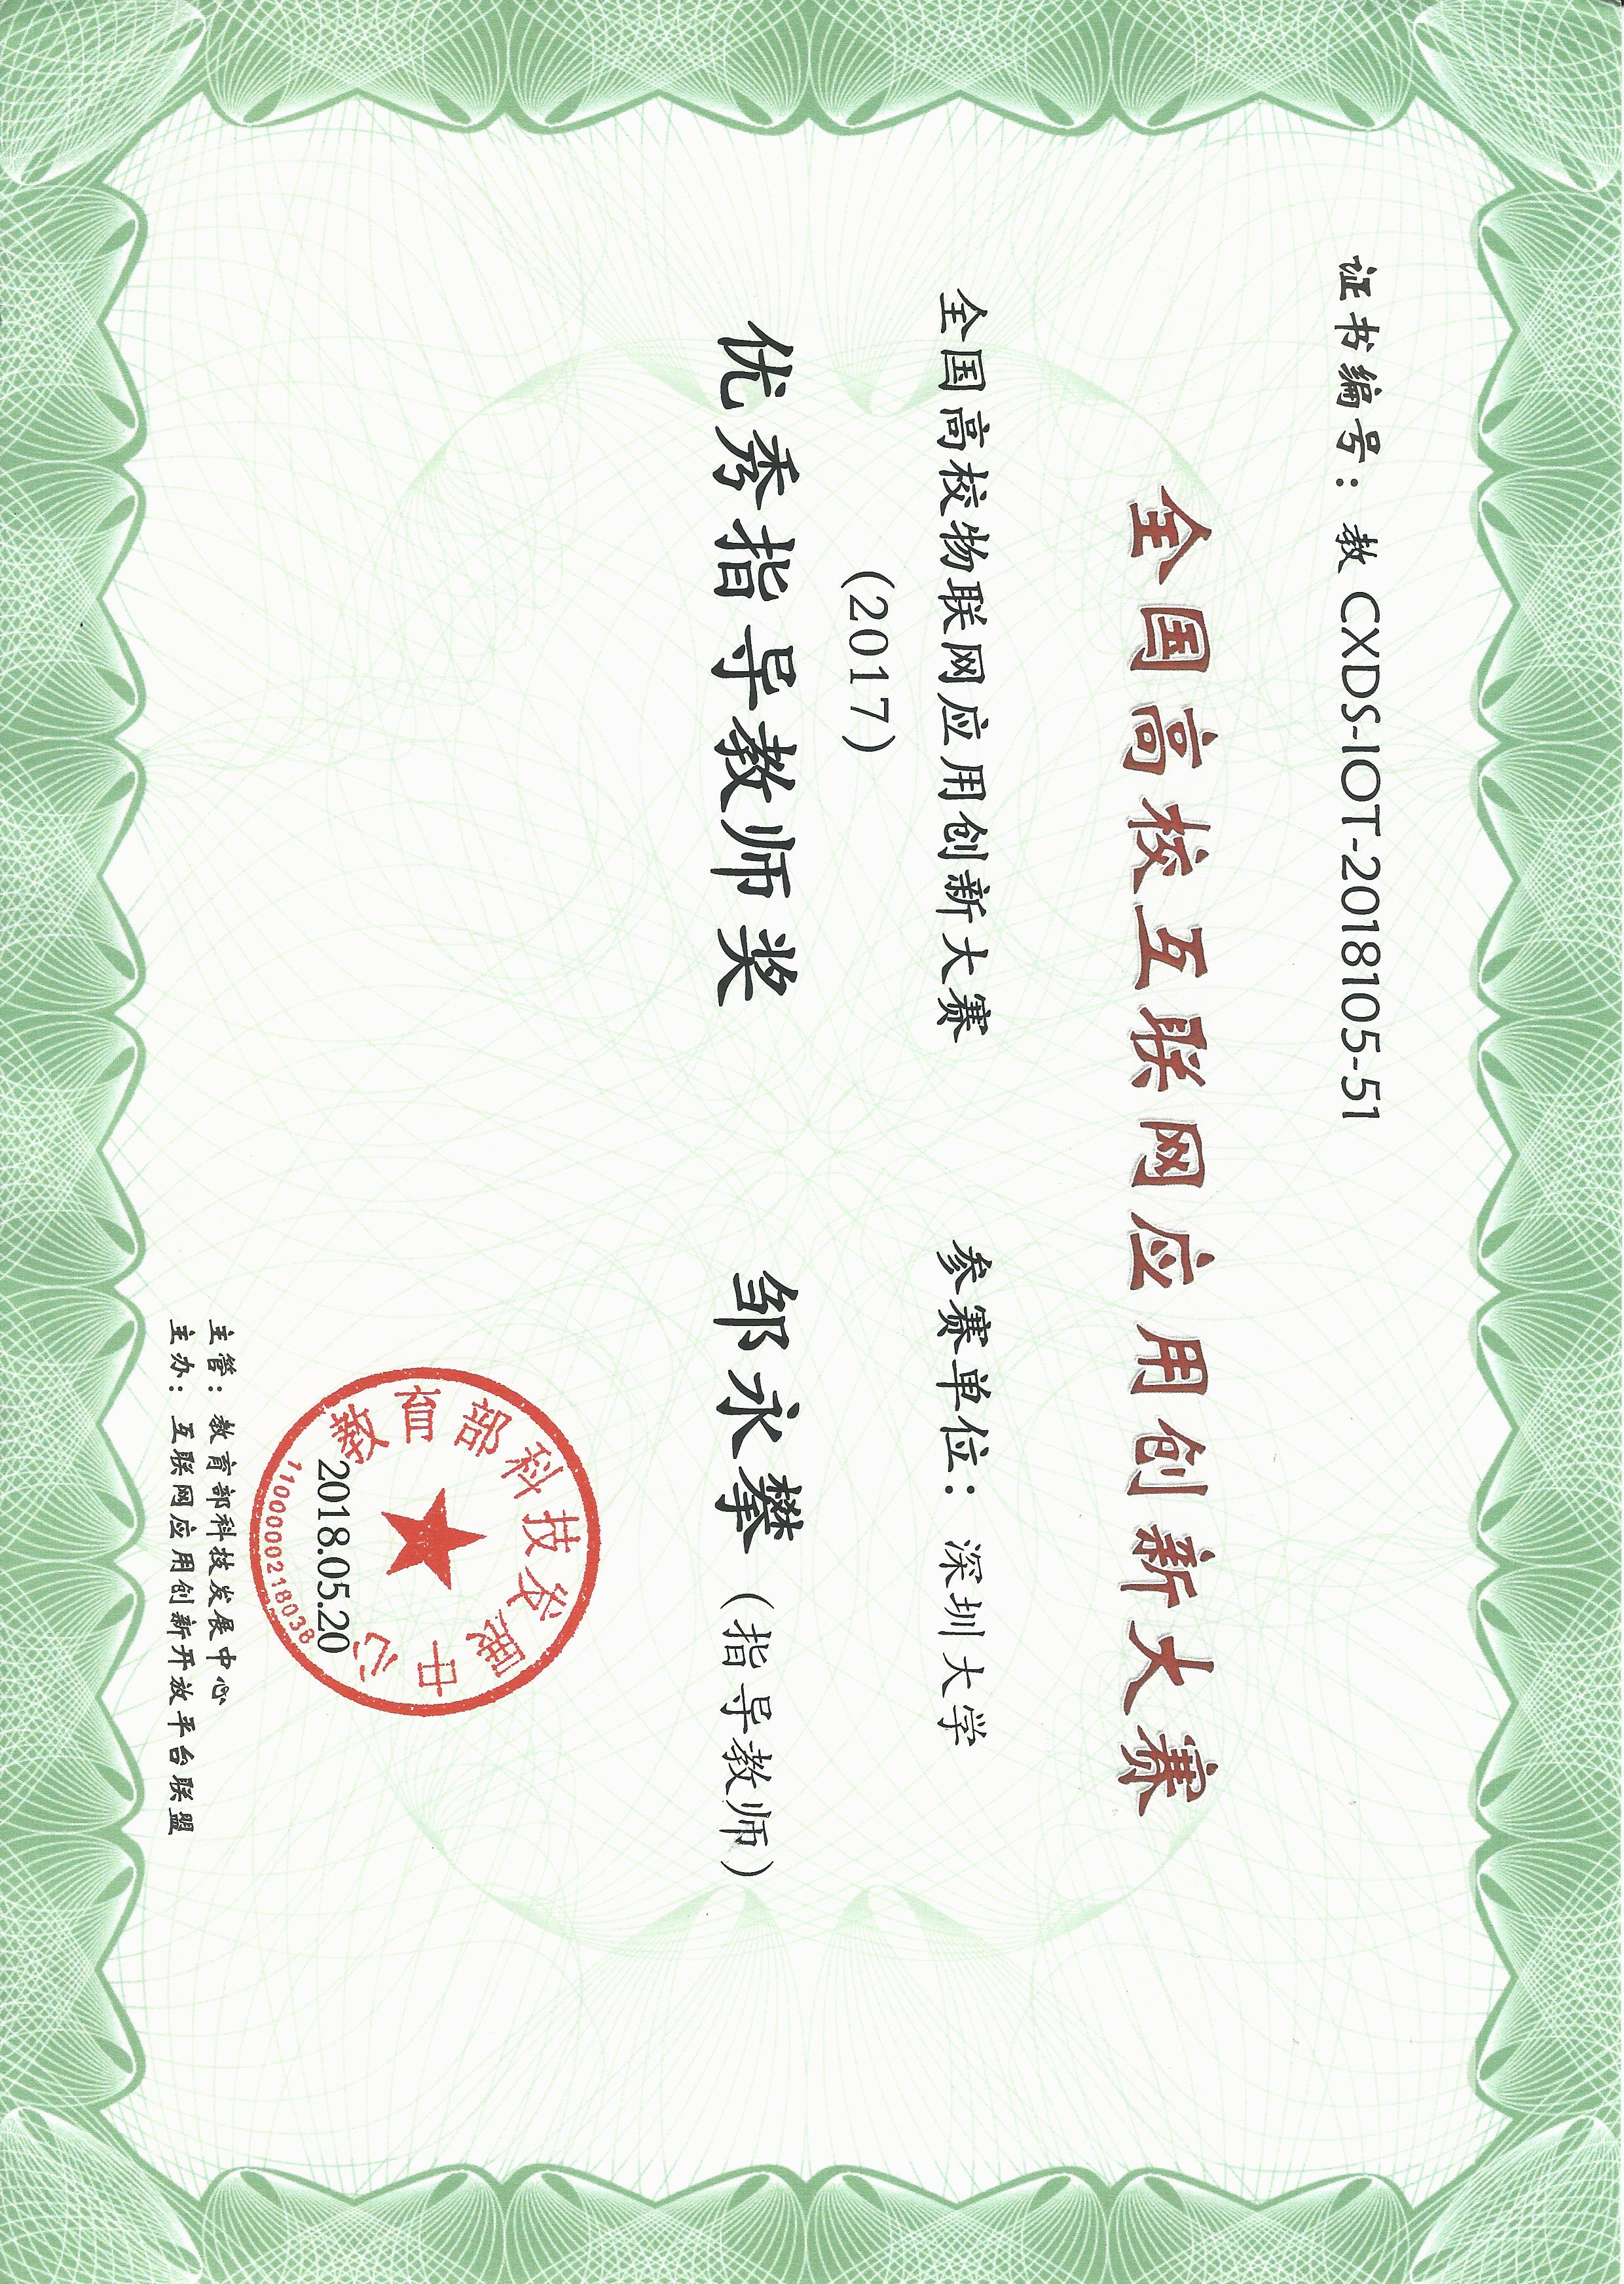 证书编号：教 CXDS-IOT-2018105-51
全国高校互联网应用创新大赛
全国高校物联网应用创新大赛
（2017）
优秀指导教师奖
参赛单位：深圳大学
邹永攀（指导教师）
教育部科技发展中心
2018.05.20
1100000218038
主管：教育部科技发展中心
主办：互联网应用创新开放平台联盟